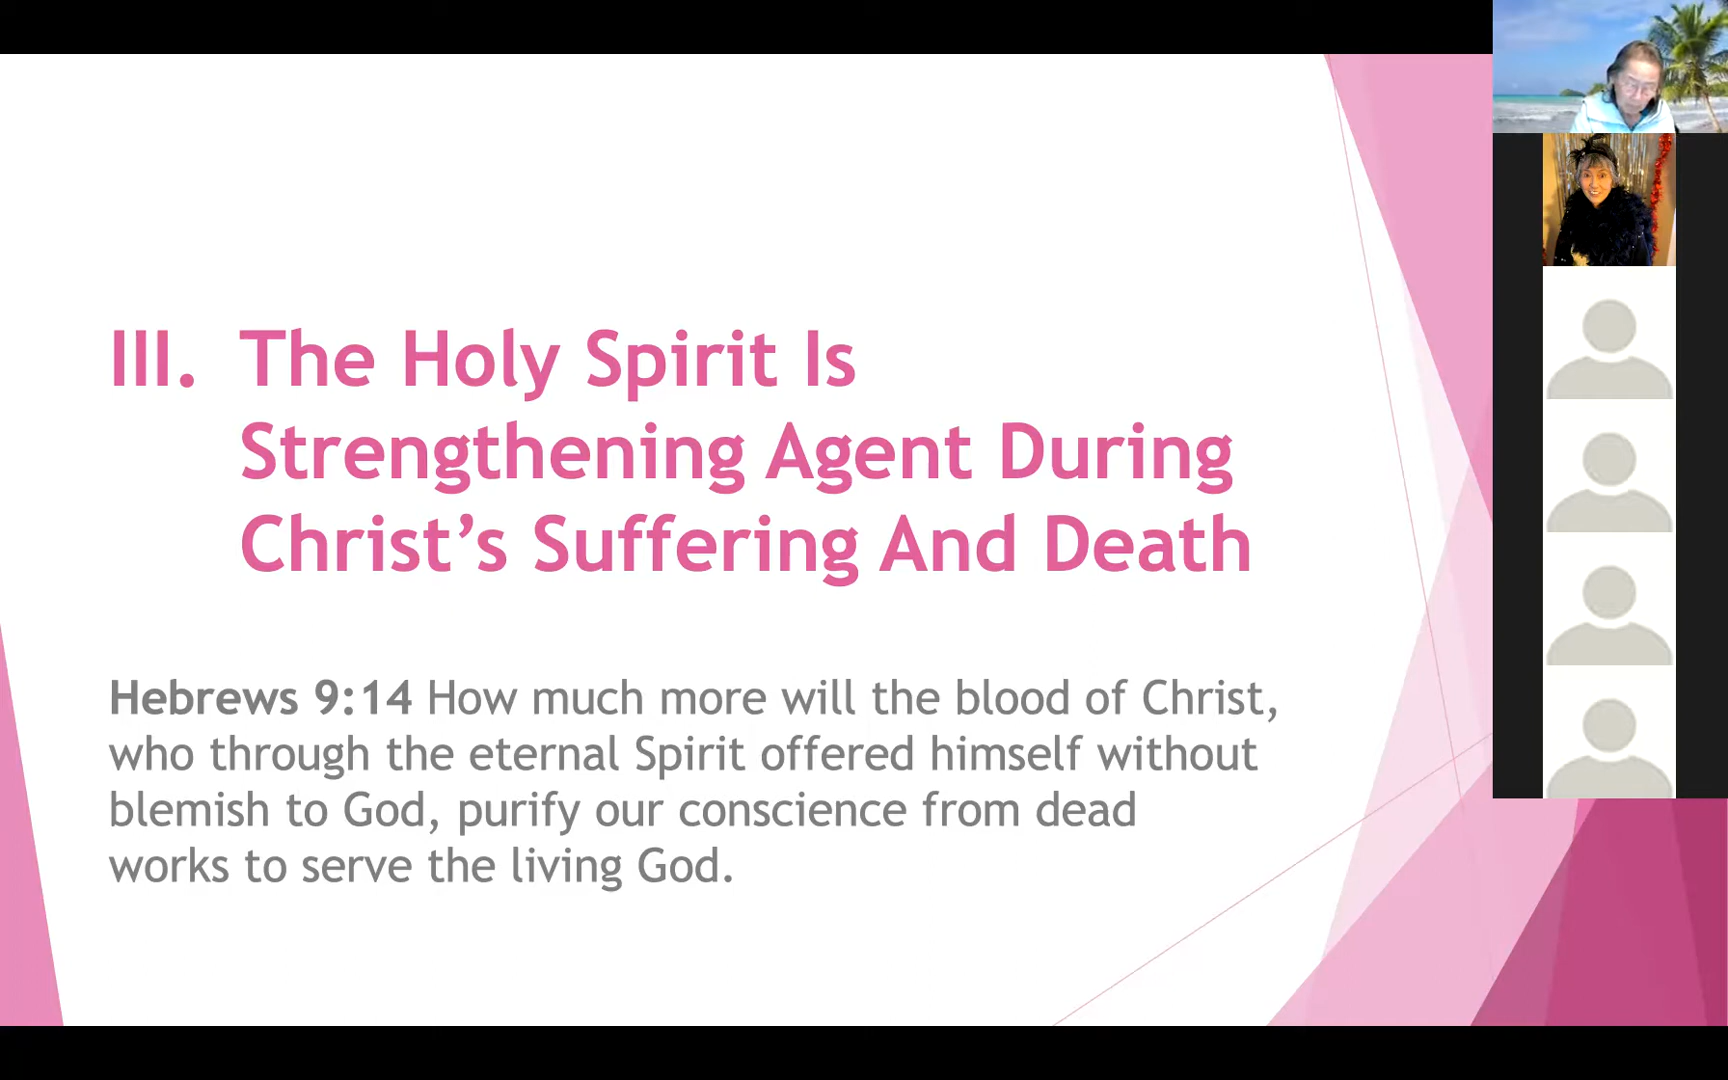 III. The Holy Spirit Is
Strengthening Agent During
Christ’s Suffering And Death
Hebrews 9:14 How much more will the blood of Christ,
who through the eternal Spirit offered himself without
blemish to God, purify our conscience from dead
works to serve the living God.